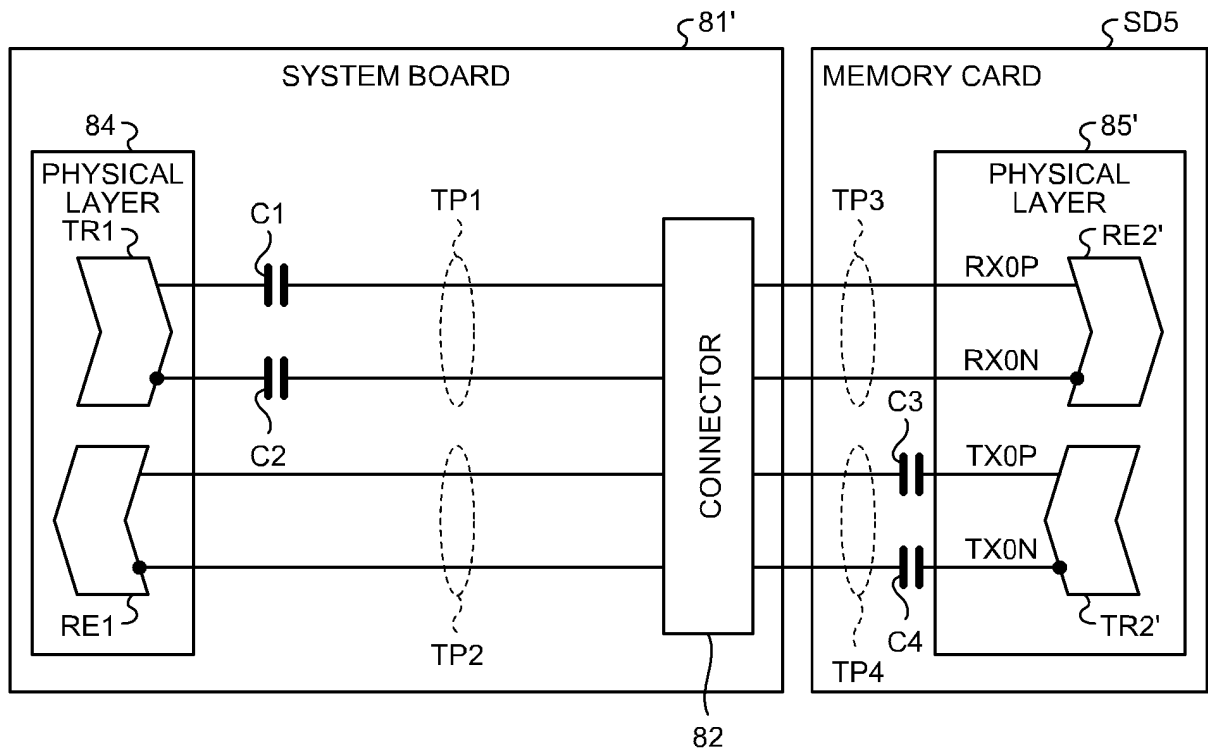 81'
SD5
SYSTEM BOARD
MEMORY CARD
84
85'
PHYSICAL
LAYER
PHYSICAL
LAYER
TR1
C1
TP1
TP3
RE2'
RX0P
RX0N
C2
C3
CONNECTOR
TX0P
TX0N
RE1
TP2
C4
TP4
TR2'
82